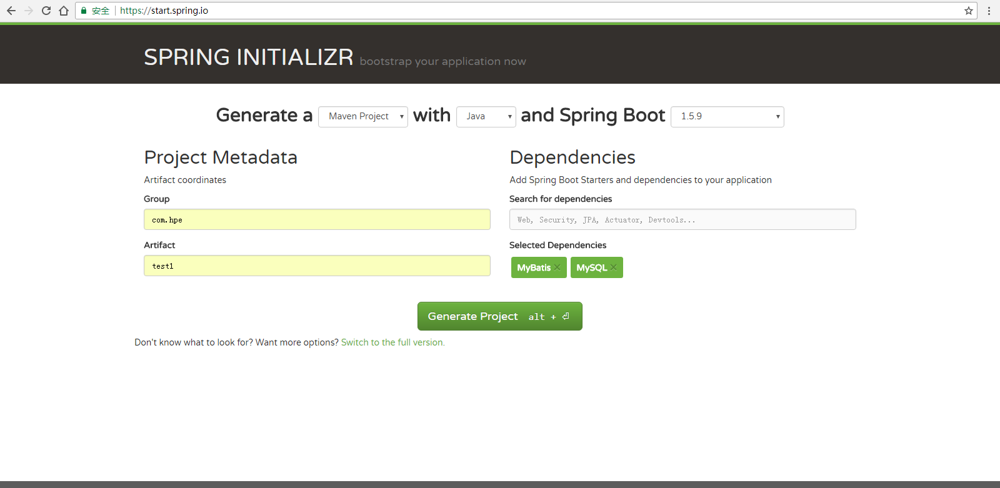 安全 https://start.spring.io
SPRING INITIALIZR bootstrap your application now
Generate a Maven Project with Java and Spring Boot 1.5.9
Project Metadata
Artifact coordinates
Group
com.hpe
Artifact
test1
Dependencies
Add Spring Boot Starters and dependencies to your application
Search for dependencies
Web, Security, JPA, Actuator, Devtools...
Selected Dependencies
MyBatis × MySQL ×
Generate Project alt + ⏎
Don't know what to look for? Want more options? Switch to the full version.